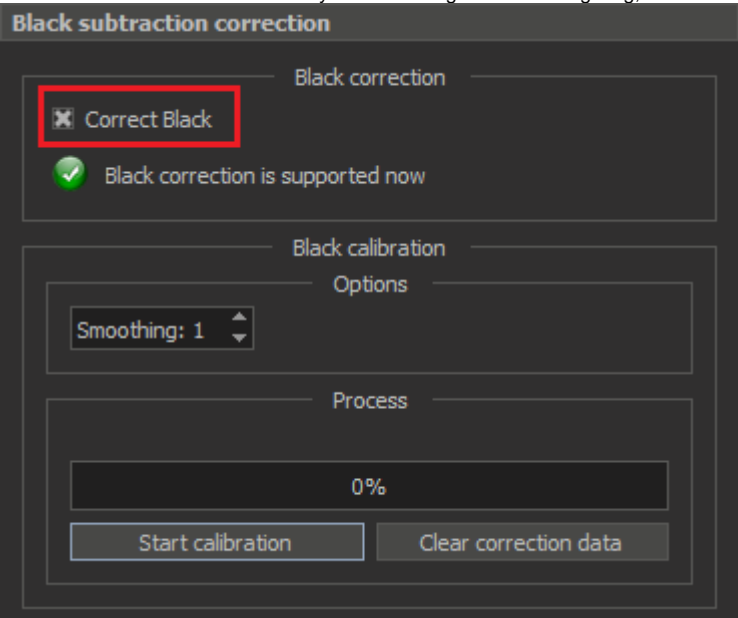 Black subtraction correction
Black correction
Correct Black
Black correction is supported now
Black calibration
Options
Smoothing: 1
Process
0%
Start calibration
Clear correction data